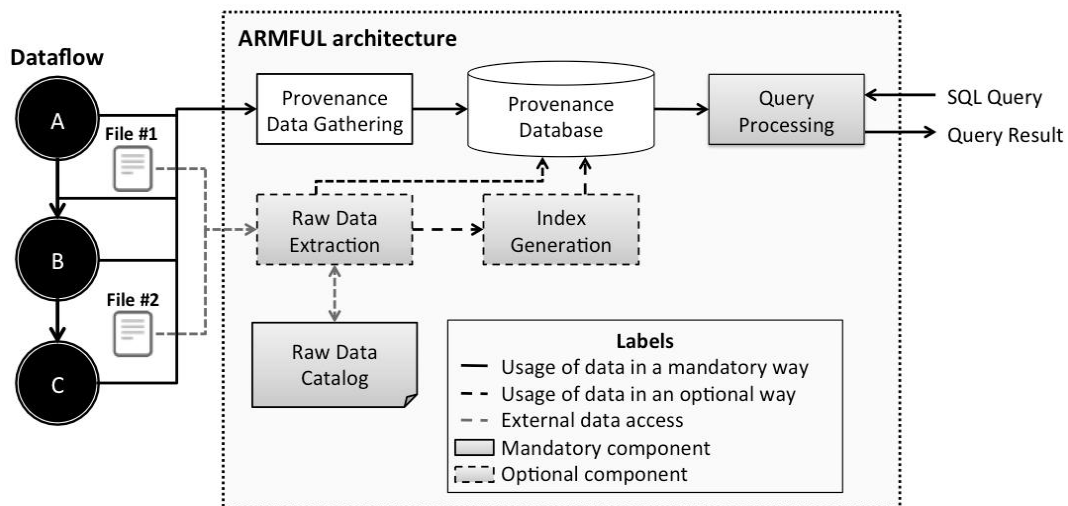 ARMFUL architecture
Dataflow
A
File #1
B
File #2
C
Provenance
Data Gathering
Provenance
Database
Query
Processing
SQL Query
Query Result
Raw Data
Extraction
Index
Generation
Raw Data
Catalog
Labels
Usage of data in a mandatory way
Usage of data in an optional way
External data access
Mandatory component
Optional component